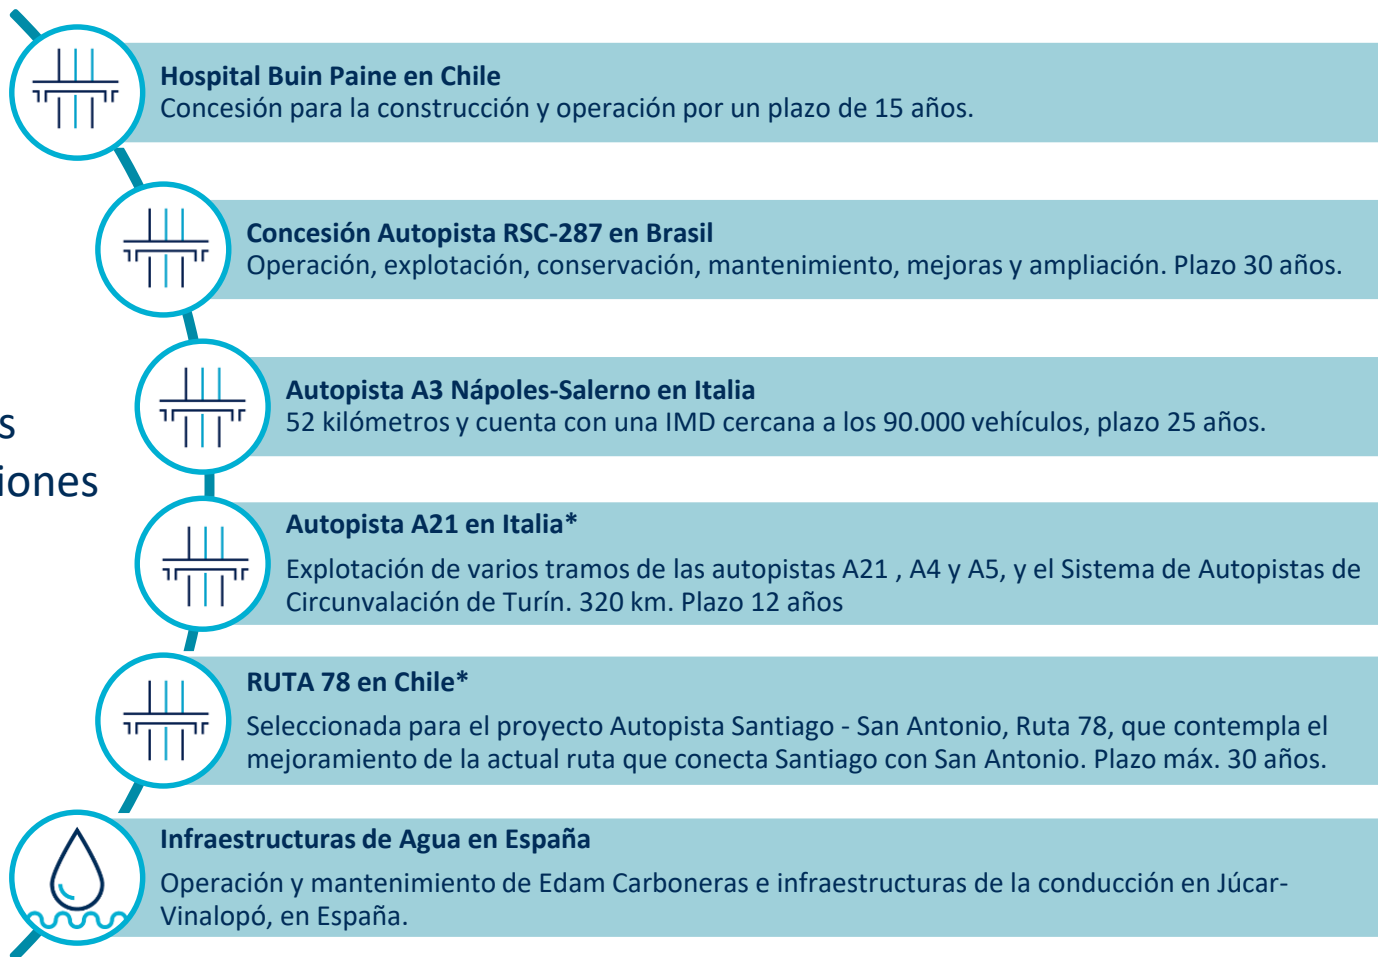 Hospital Buin Paine en Chile
Concesión para la construcción y operación por un plazo de 15 años.
Concesión Autopista RSC-287 en Brasil
Operación, explotación, conservación, mantenimiento, mejoras y ampliación. Plazo 30 años.
Autopista A3 Nápoles-Salerno en Italia
52 kilómetros y cuenta con una IMD cercana a los 90.000 vehículos, plazo 25 años.
Autopista A21 en Italia*
Explotación de varios tramos de las autopistas A21 , A4 y A5, y el Sistema de Autopistas de
Circunvalación de Turín. 320 km. Plazo 12 años
RUTA 78 en Chile*
Seleccionada para el proyecto Autopista Santiago - San Antonio, Ruta 78, que contempla el
mejoramiento de la actual ruta que conecta Santiago con San Antonio. Plazo máx. 30 años.
Infraestructuras de Agua en España
Operación y mantenimiento de Edam Carboneras e infraestructuras de la conducción en Júcar-
Vinalopó, en España.